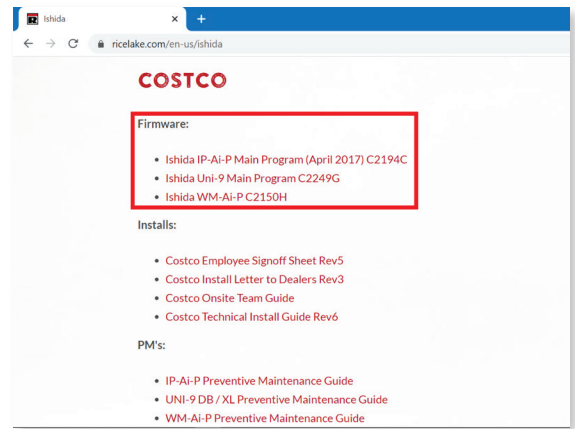 Ishida
ricelake.com/en-us/ishida
COSTCO
Firmware:
• Ishida IP-Ai-P Main Program (April 2017) C2194C
• Ishida Uni-9 Main Program C2249G
• Ishida WM-Ai-P C2150H
Installs:
• Costco Employee Signoff Sheet Rev5
• Costco Install Letter to Dealers Rev3
• Costco Onsite Team Guide
• Costco Technical Install Guide Rev6
PM's:
• IP-Ai-P Preventive Maintenance Guide
• UNI-9 DB / XL Preventive Maintenance Guide
• WM-Ai-P Preventive Maintenance Guide